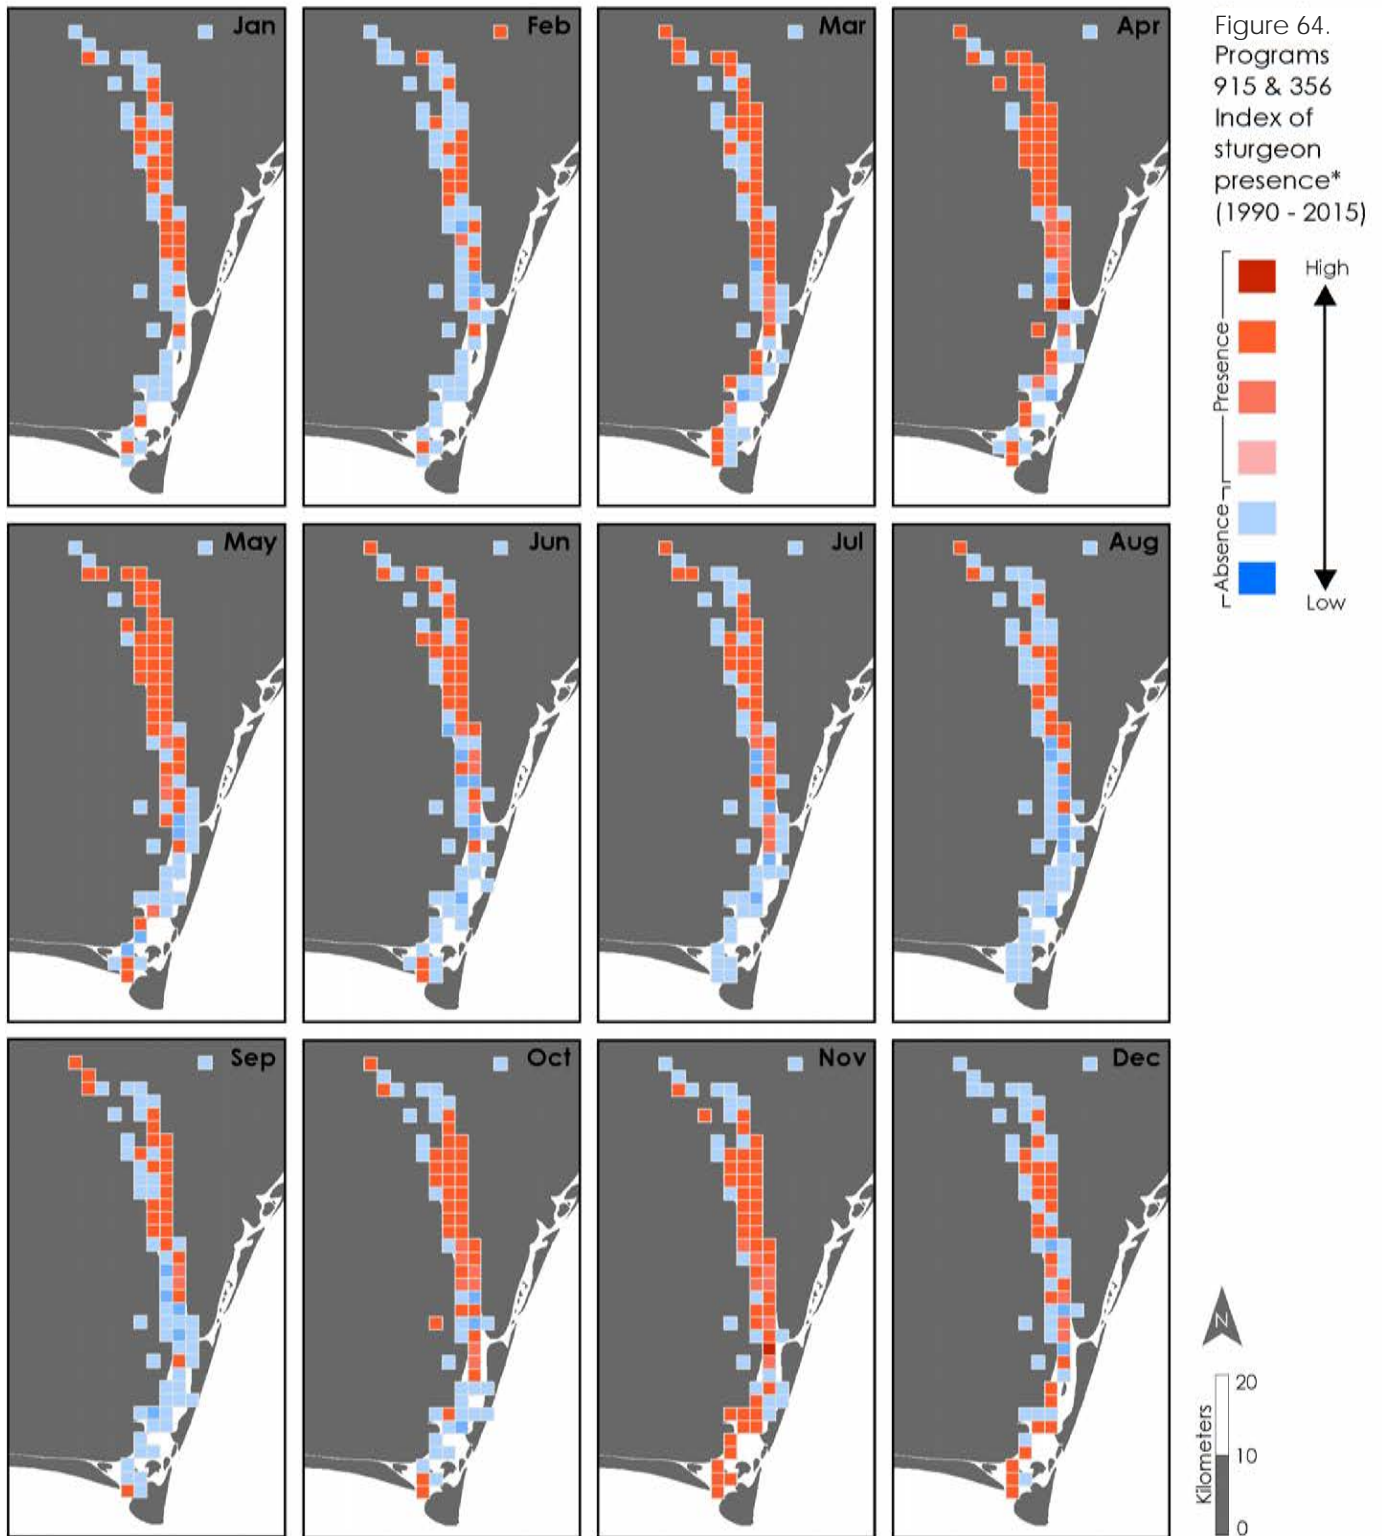 Jan
Feb
Mar
Apr
Figure 64.
Programs
915 & 356
Index of
sturgeon
presence*
(1990 - 2015)
High
Presence
Absence
Low
May
Jun
Jul
Aug
Sep
Oct
Nov
Dec
N
Kilometers
20
10
0